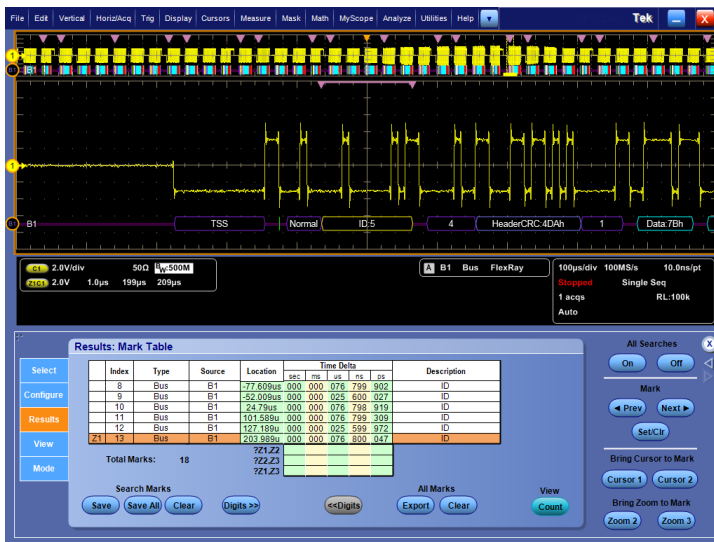 File Edit Vertical Horiz/Acq Trig Display Cursors Measure Mask Math MyScope Analyze Utilities Help Tek X
1
B1 B1
1
B1 B1 TSS Normal ID:5 4 HeaderCRC:4DAh 1 Data:7Bh
C1 2.0V/div 50Ω BW:500M A B1 Bus FlexRay 100µs/div 100MS/s 10.0ns/pt
Z1C1 2.0V 1.0µs 199µs 209µs Stopped Single Seq
1 acqs RL:100k
Auto
Results: Mark Table All Searches X
Select On Off
Configure
Results
View
Mode
Index Type Source Location Time Delta Description
sec ms us ns ps
8 Bus B1 -77.609us 000 000 076 799 902 ID
9 Bus B1 -52.009us 000 000 025 600 027 ID
10 Bus B1 24.79us 000 000 076 798 919 ID
11 Bus B1 101.589u 000 000 076 799 309 ID
12 Bus B1 127.189u 000 000 025 599 972 ID
Z1 13 Bus B1 203.989u 000 000 076 800 047 ID
Total Marks: 18
?Z1,Z2
?Z2,Z3
?Z1,Z3
Search Marks All Marks View
Save Save All Clear Digits >> <<Digits Export Clear Count
Mark
◄ Prev Next ►
Set/Clr
Bring Cursor to Mark
Cursor 1 Cursor 2
Bring Zoom to Mark
Zoom 2 Zoom 3